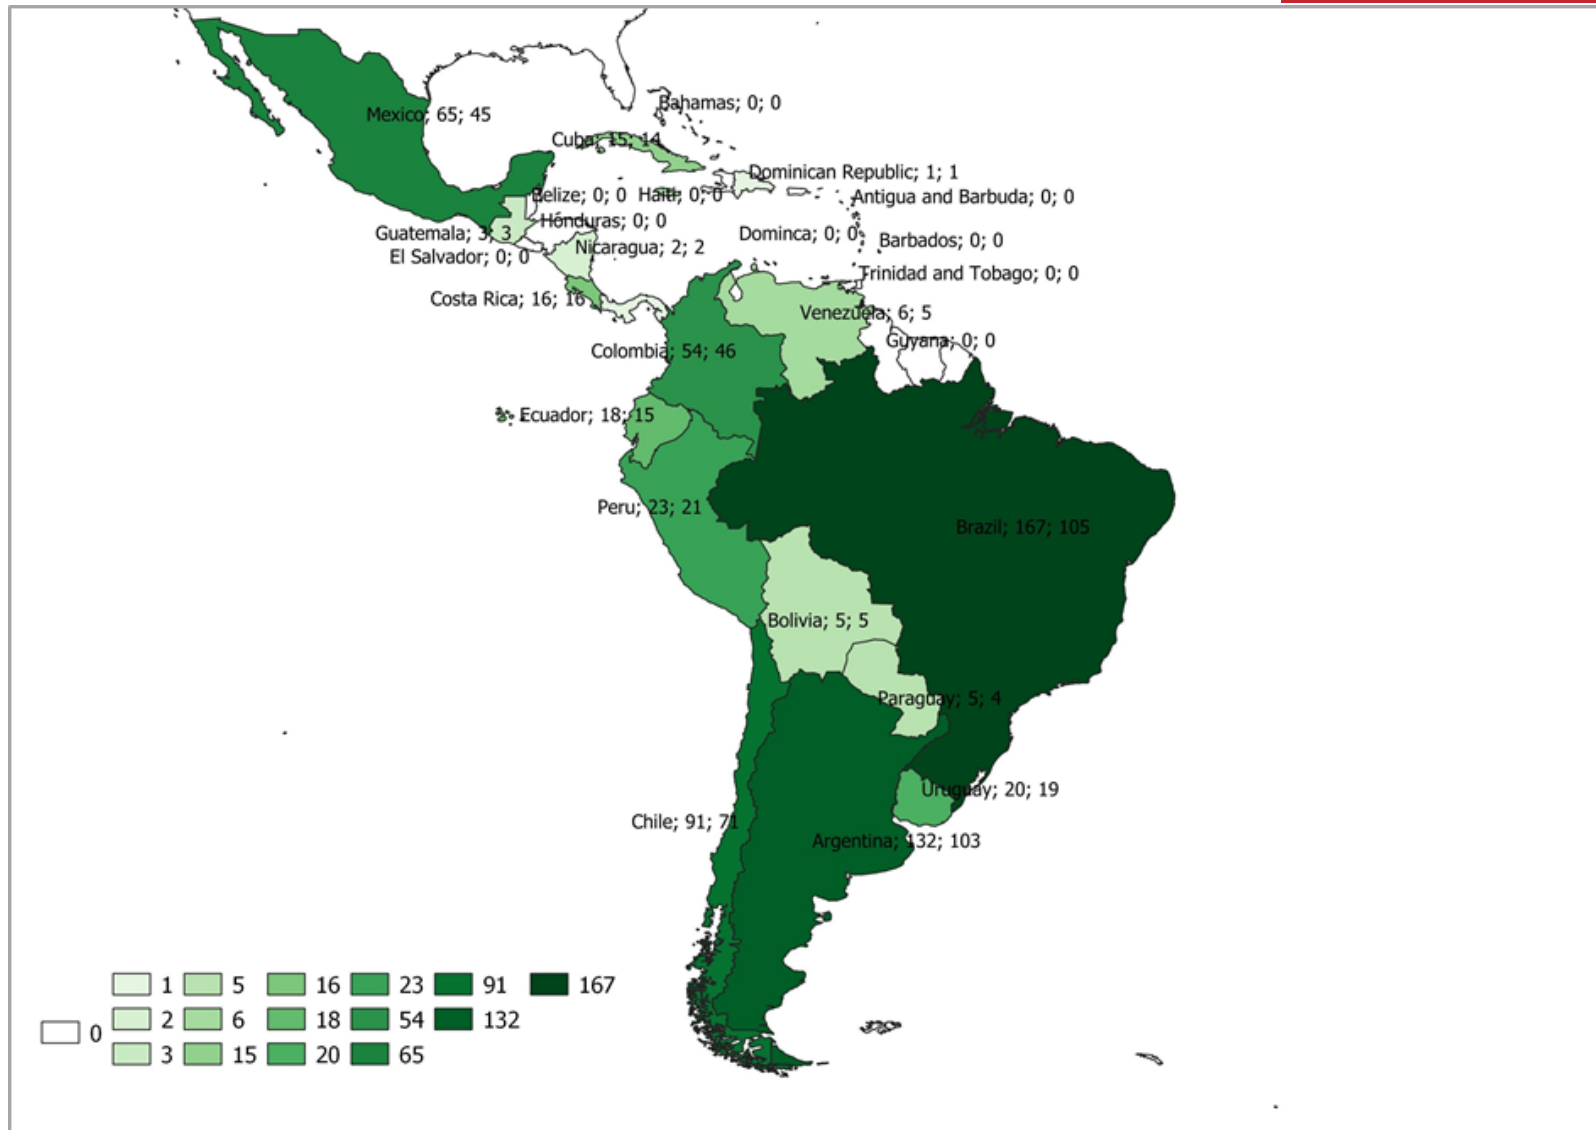 Bahamas; 0; 0
Mexico; 65; 45
Cuba; 15; 14
Dominican Republic; 1; 1
Belize; 0; 0
Haiti; 0; 0
Antigua and Barbuda; 0; 0
Honduras; 0; 0
Guatemala; 3; 3
Dominca; 0; 0
Barbados; 0; 0
Nicaragua; 2; 2
El Salvador; 0; 0
Trinidad and Tobago; 0; 0
Costa Rica; 16; 16
Venezuela; 6; 5
Guyana; 0; 0
Colombia; 54; 46
Ecuador; 18; 15
Peru; 23; 21
Brazil; 167; 105
Bolivia; 5; 5
Paraguay; 5; 4
Uruguay; 20; 19
Chile; 91; 71
Argentina; 132; 103
0
1
2
3
5
6
15
16
18
20
23
54
65
91
132
167